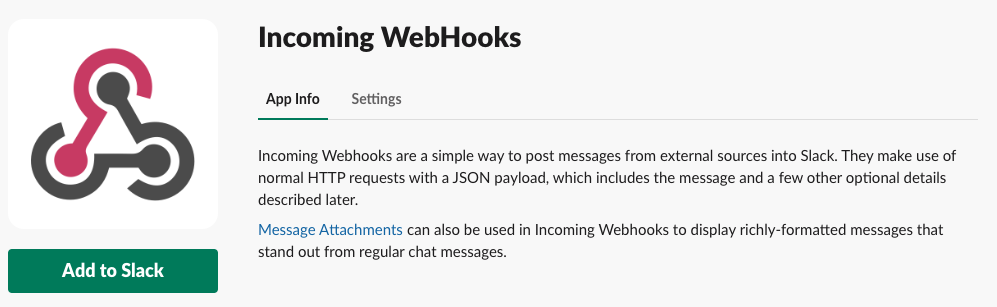 Incoming WebHooks
App Info
Settings
Incoming Webhooks are a simple way to post messages from external sources into Slack. They make use of
normal HTTP requests with a JSON payload, which includes the message and a few other optional details
described later.
Message Attachments can also be used in Incoming Webhooks to display richly-formatted messages that
stand out from regular chat messages.
Add to Slack